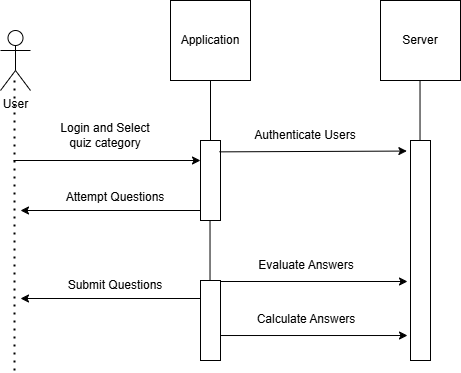 Application
Server
User
Login and Select
quiz category
Authenticate Users
Attempt Questions
Evaluate Answers
Submit Questions
Calculate Answers